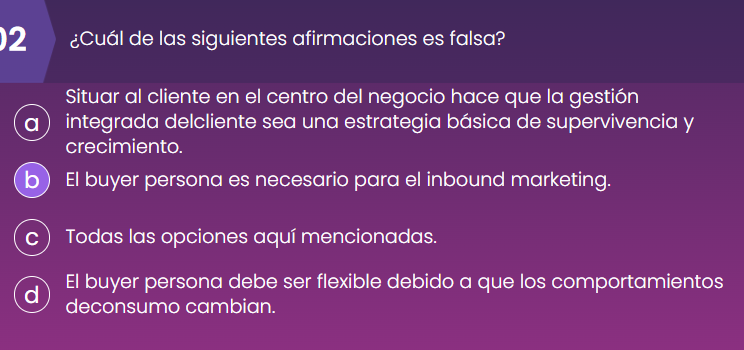 02
¿Cuál de las siguientes afirmaciones es falsa?
a
Situar al cliente en el centro del negocio hace que la gestión
integrada delcliente sea una estrategia básica de supervivencia y
crecimiento.
b
El buyer persona es necesario para el inbound marketing.
c
Todas las opciones aquí mencionadas.
d
El buyer persona debe ser flexible debido a que los comportamientos
deconsumo cambian.